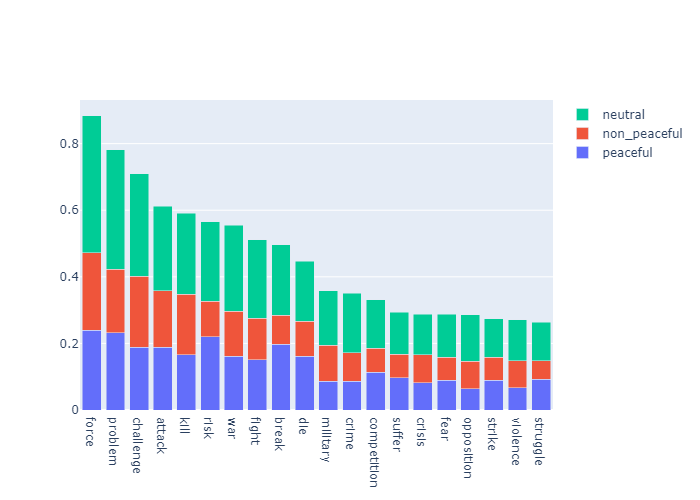 neutral
non_peaceful
peaceful
0.8
0.6
0.4
0.2
0
force
problem
challenge
attack
kill
risk
war
fight
break
die
military
crime
competition
suffer
crisis
fear
opposition
strike
violence
struggle